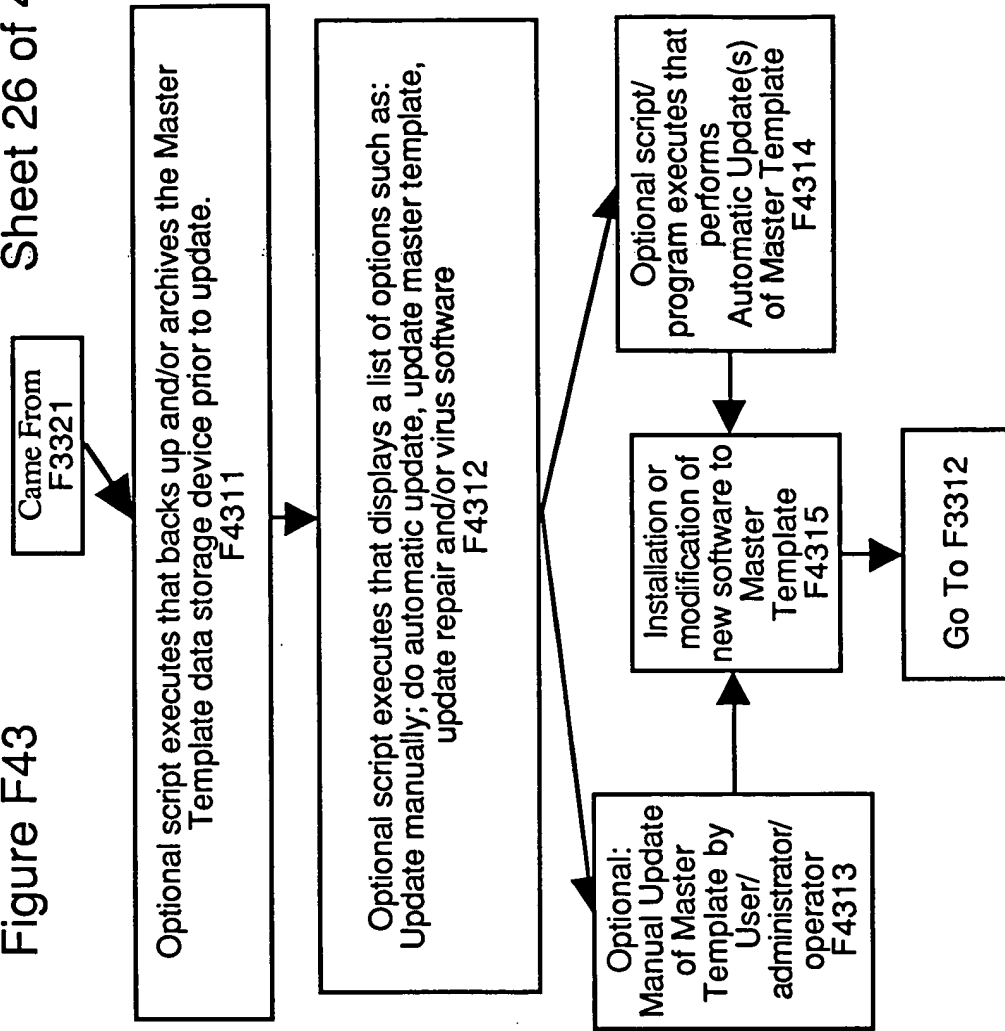 Figure F43
Sheet 26 of
Came From
F3321
Optional script executes that backs up and/or archives the Master
Template data storage device prior to update.
F4311
Optional script executes that displays a list of options such as:
Update manually; do automatic update, update master template,
update repair and/or virus software
F4312
Optional:
Manual Update
of Master
Template by
User/
administrator/
operator
F4313
Installation or
modification of
new software to
Master
Template
F4315
Optional script/
program executes that
performs
Automatic Update(s)
of Master Template
F4314
Go To F3312